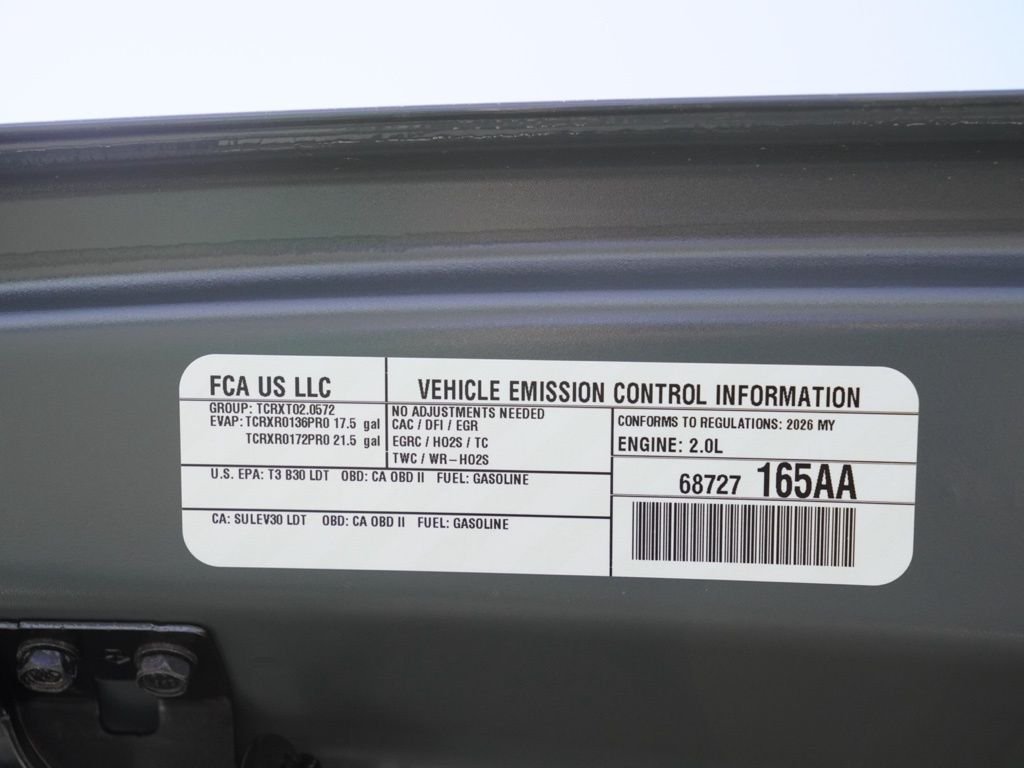 FCA US LLC
VEHICLE EMISSION CONTROL INFORMATION
GROUP: TCRXT02.0572
EVAP: TCRXR0136PR0 17.5 gal
TCRXR0172PR0 21.5 gal
NO ADJUSTMENTS NEEDED
CAC / DFI / EGR
EGRC / HO2S / TC
TWC / WR–HO2S
CONFORMS TO REGULATIONS: 2026 MY
ENGINE: 2.0L
U.S. EPA: T3 B30 LDT OBD: CA OBD II FUEL: GASOLINE
68727 165AA
CA: SULEV30 LDT OBD: CA OBD II FUEL: GASOLINE